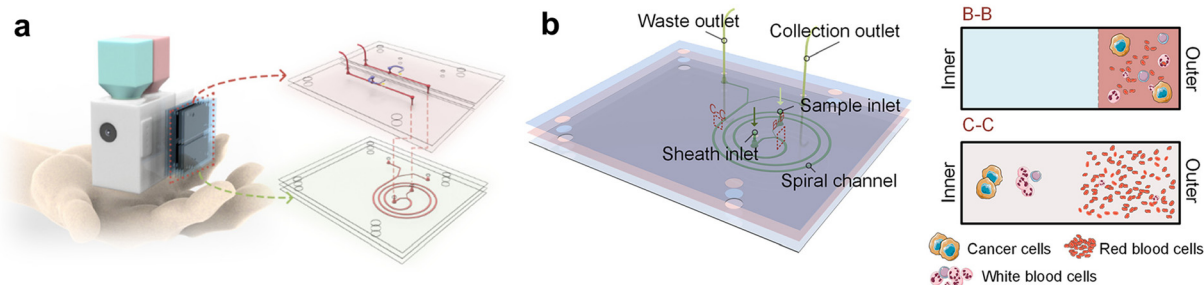 a
b
Waste outlet
Collection outlet
Sample inlet
Sheath inlet
Spiral channel
B-B
Inner
Outer
C-C
Inner
Outer
Cancer cells
Red blood cells
White blood cells